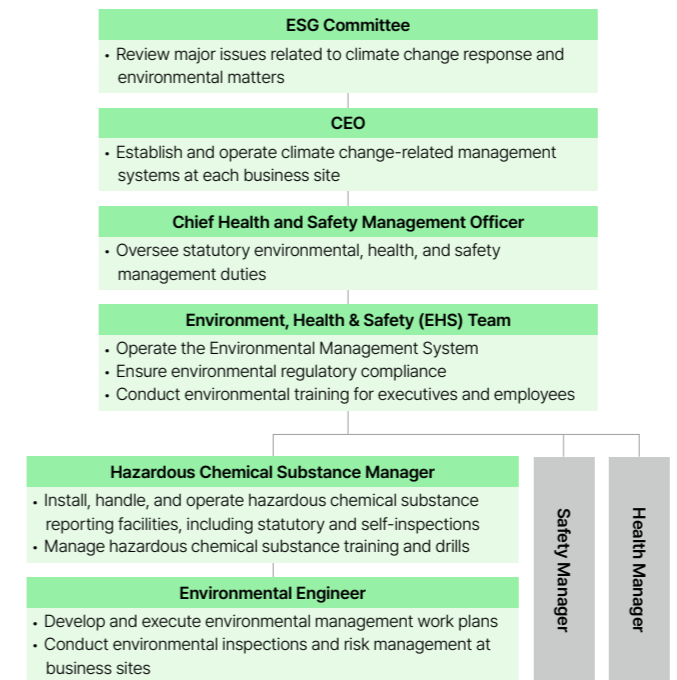 ESG Committee
• Review major issues related to climate change response and
environmental matters
CEO
• Establish and operate climate change-related management
systems at each business site
Chief Health and Safety Management Officer
• Oversee statutory environmental, health, and safety
management duties
Environment, Health & Safety (EHS) Team
• Operate the Environmental Management System
• Ensure environmental regulatory compliance
• Conduct environmental training for executives and employees
Hazardous Chemical Substance Manager
• Install, handle, and operate hazardous chemical substance
reporting facilities, including statutory and self-inspections
• Manage hazardous chemical substance training and drills
Environmental Engineer
• Develop and execute environmental management work plans
• Conduct environmental inspections and risk management at
business sites
Safety Manager
Health Manager